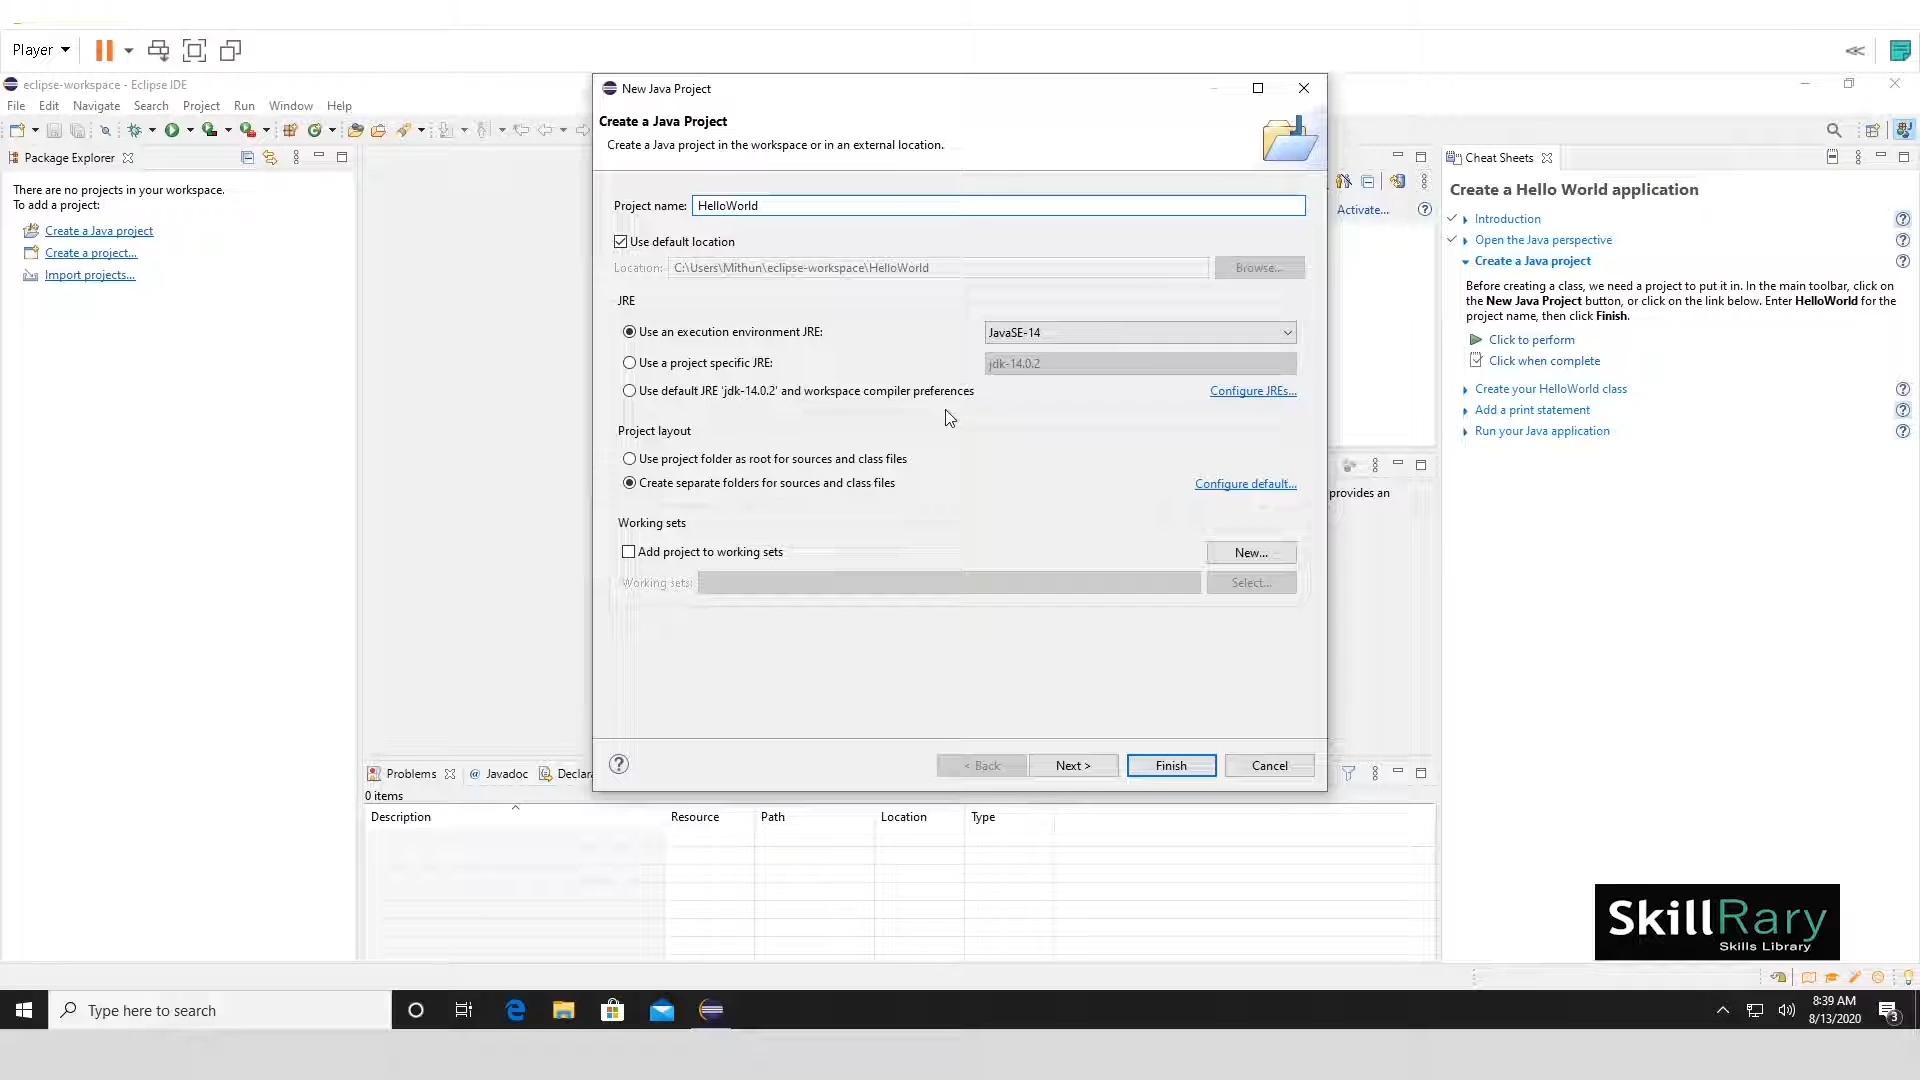 Player
eclipse-workspace - Eclipse IDE
File Edit Navigate Search Project Run Window Help
Package Explorer
There are no projects in your workspace.
To add a project:
Create a Java project
Create a project...
Import projects...
New Java Project
Create a Java Project
Create a Java project in the workspace or in an external location.
Project name: HelloWorld
Use default location
Location: C:\Users\Mithun\eclipse-workspace\HelloWorld Browse...
JRE
Use an execution environment JRE: JavaSE-14
Use a project specific JRE: jdk-14.0.2
Use default JRE 'jdk-14.0.2' and workspace compiler preferences Configure JREs...
Project layout
Use project folder as root for sources and class files
Create separate folders for sources and class files Configure default...
Working sets
Add project to working sets New...
Working sets: Select...
< Back Next > Finish Cancel
Activate...
provides an
Cheat Sheets
Create a Hello World application
Introduction
Open the Java perspective
Create a Java project
Before creating a class, we need a project to put it in. In the main toolbar, click on
the New Java Project button, or click on the link below. Enter HelloWorld for the
project name, then click Finish.
Click to perform
Click when complete
Create your HelloWorld class
Add a print statement
Run your Java application
Problems @ Javadoc Declara
0 items
Description Resource Path Location Type
SkillRary
Skills Library
Type here to search
8:39 AM
8/13/2020
3